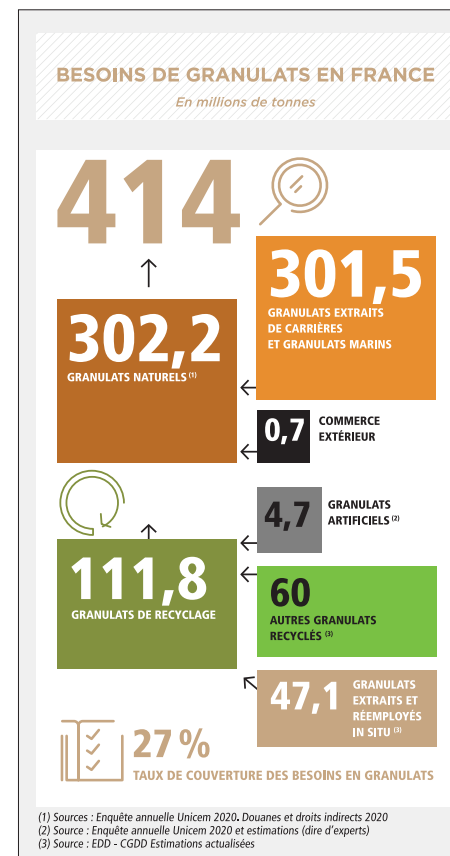 BESOINS DE GRANULATS EN FRANCE
En millions de tonnes
414
301,5
GRANULATS EXTRAITS
DE CARRIÈRES
ET GRANULATS MARINS
302,2
GRANULATS NATURELS (1)
0,7
COMMERCE
EXTÉRIEUR
4,7
GRANULATS
ARTIFICIELS (2)
111,8
GRANULATS DE RECYCLAGE
60
AUTRES GRANULATS
RECYCLÉS (3)
47,1
GRANULATS
EXTRAITS ET
RÉEMPLOYÉS
IN SITU (3)
27 %
TAUX DE COUVERTURE DES BESOINS EN GRANULATS
(1) Sources : Enquête annuelle Unicem 2020. Douanes et droits indirects 2020
(2) Source : Enquête annuelle Unicem 2020 et estimations (dire d'experts)
(3) Source : EDD - CGDD Estimations actualisées